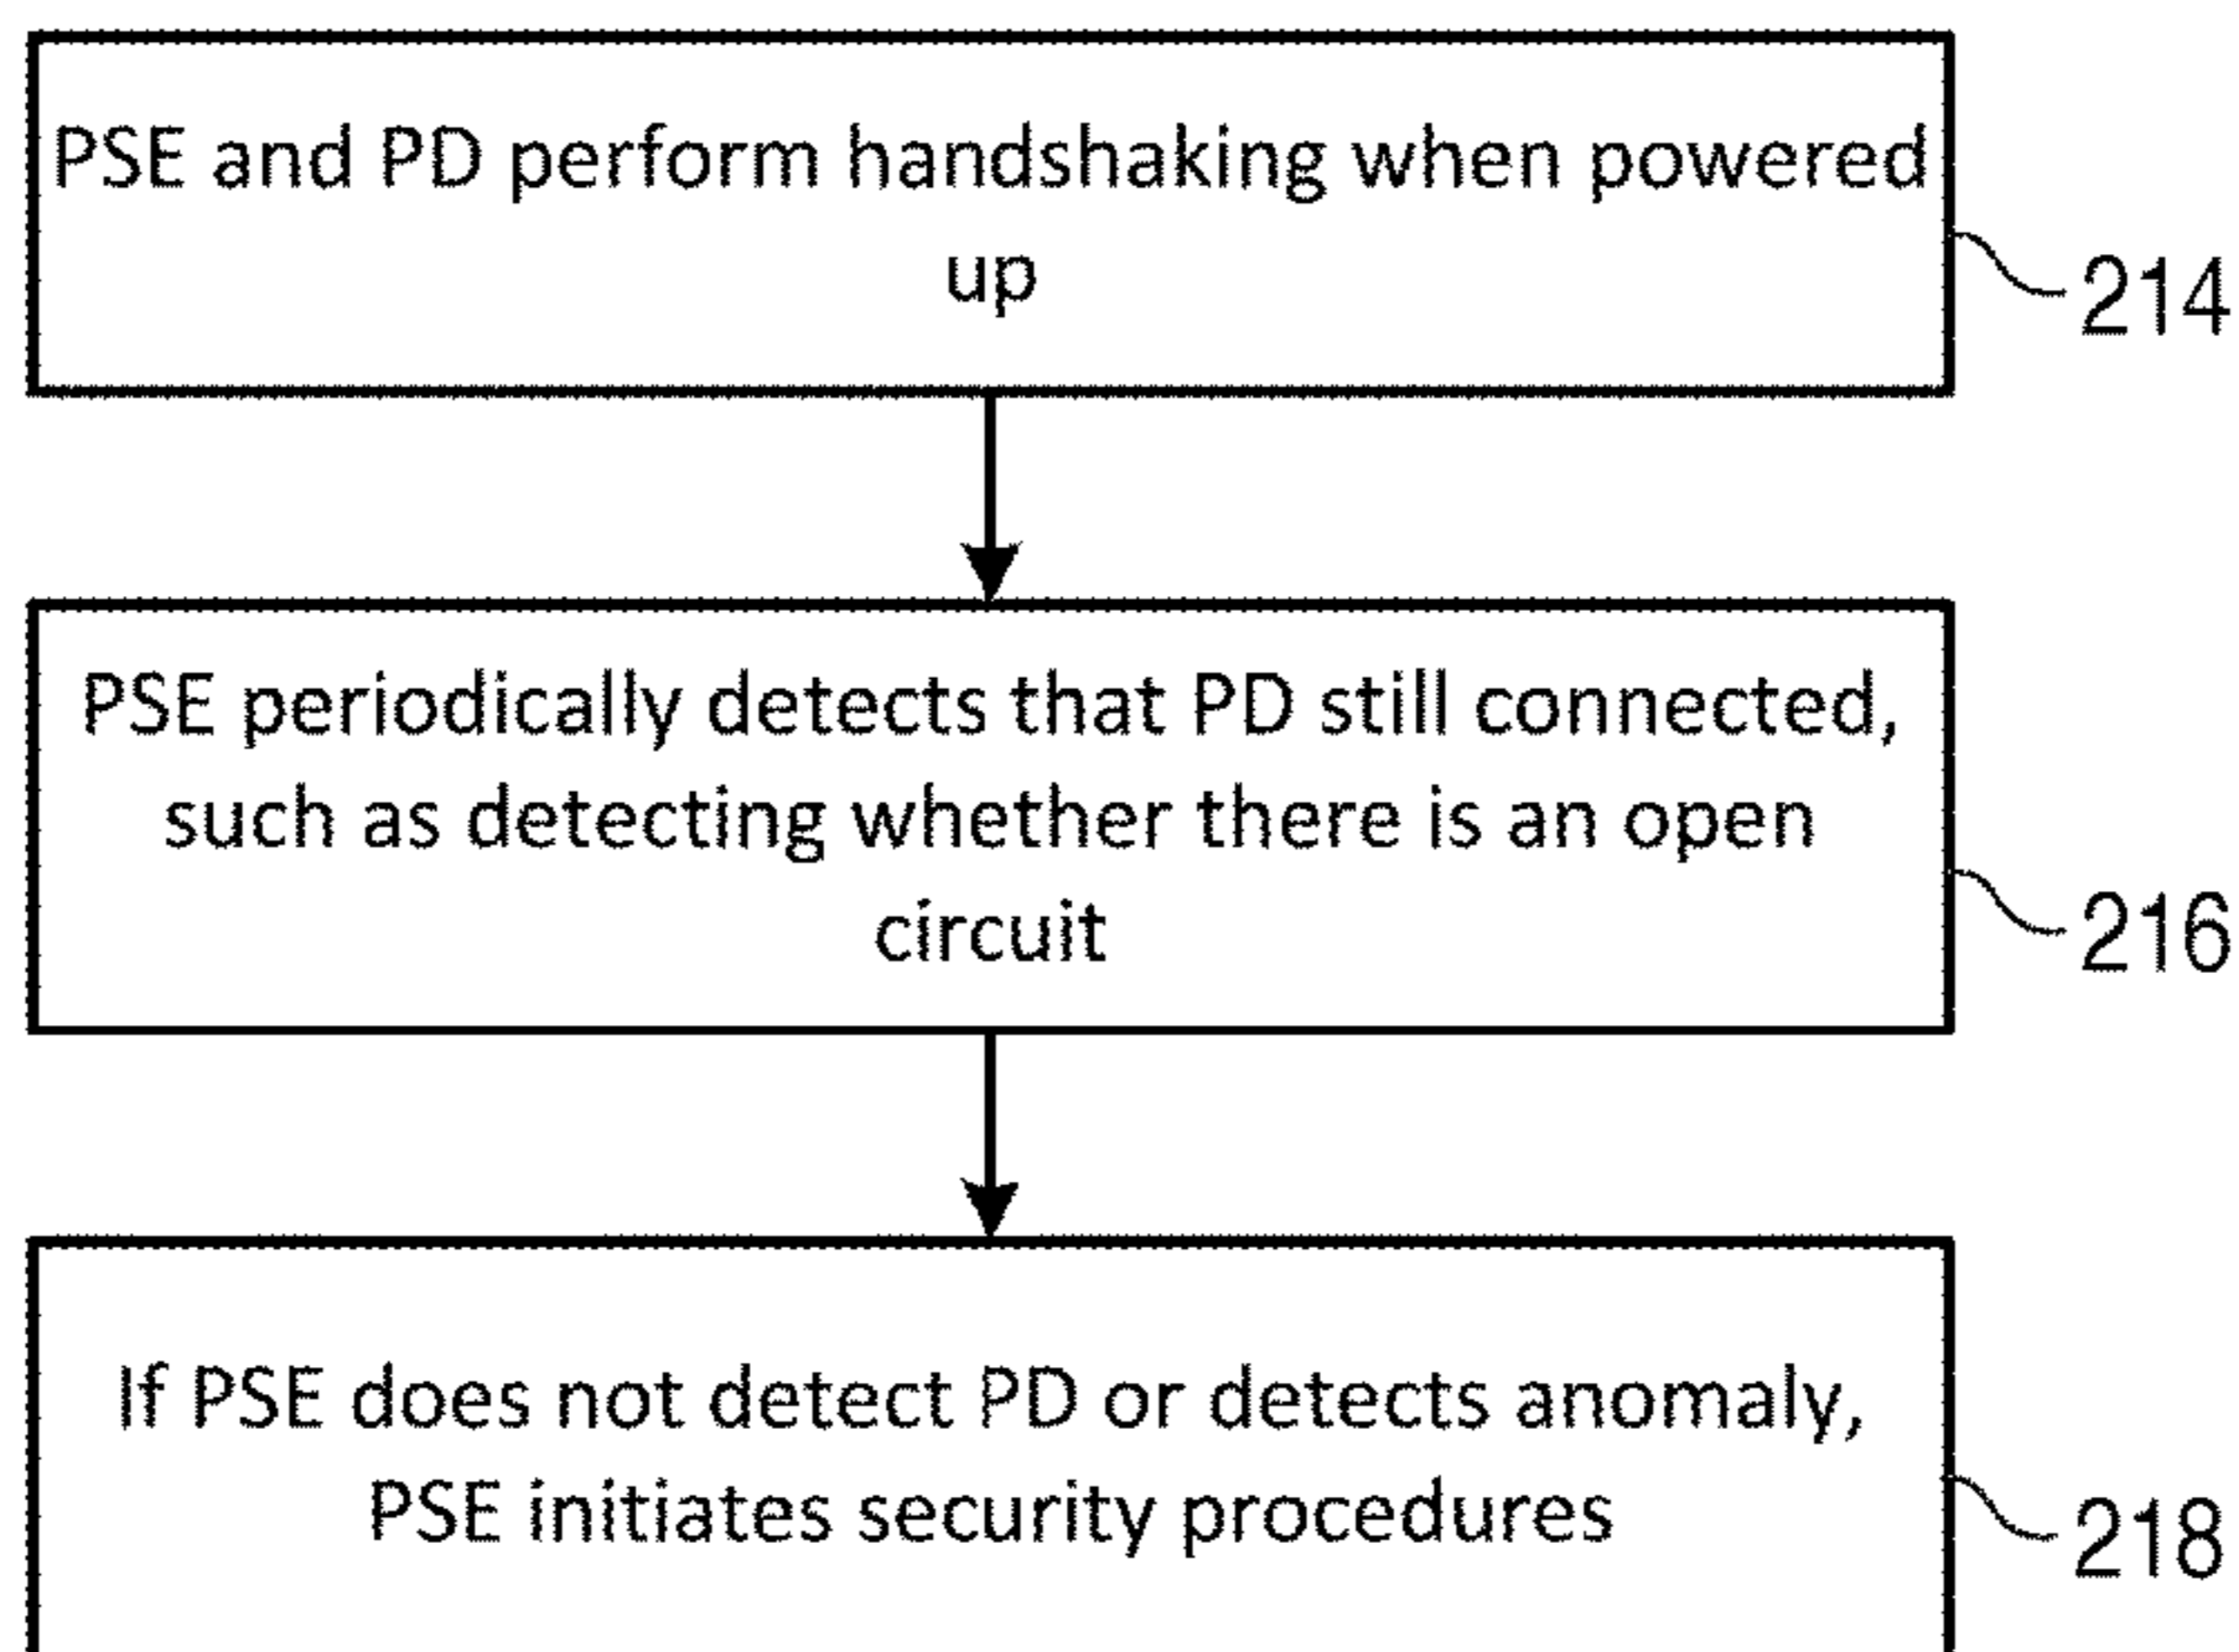 PSE and PD perform handshaking when powered
up
214
PSE periodically detects that PD still connected,
such as detecting whether there is an open
circuit
216
If PSE does not detect PD or detects anomaly,
PSE initiates security procedures
218